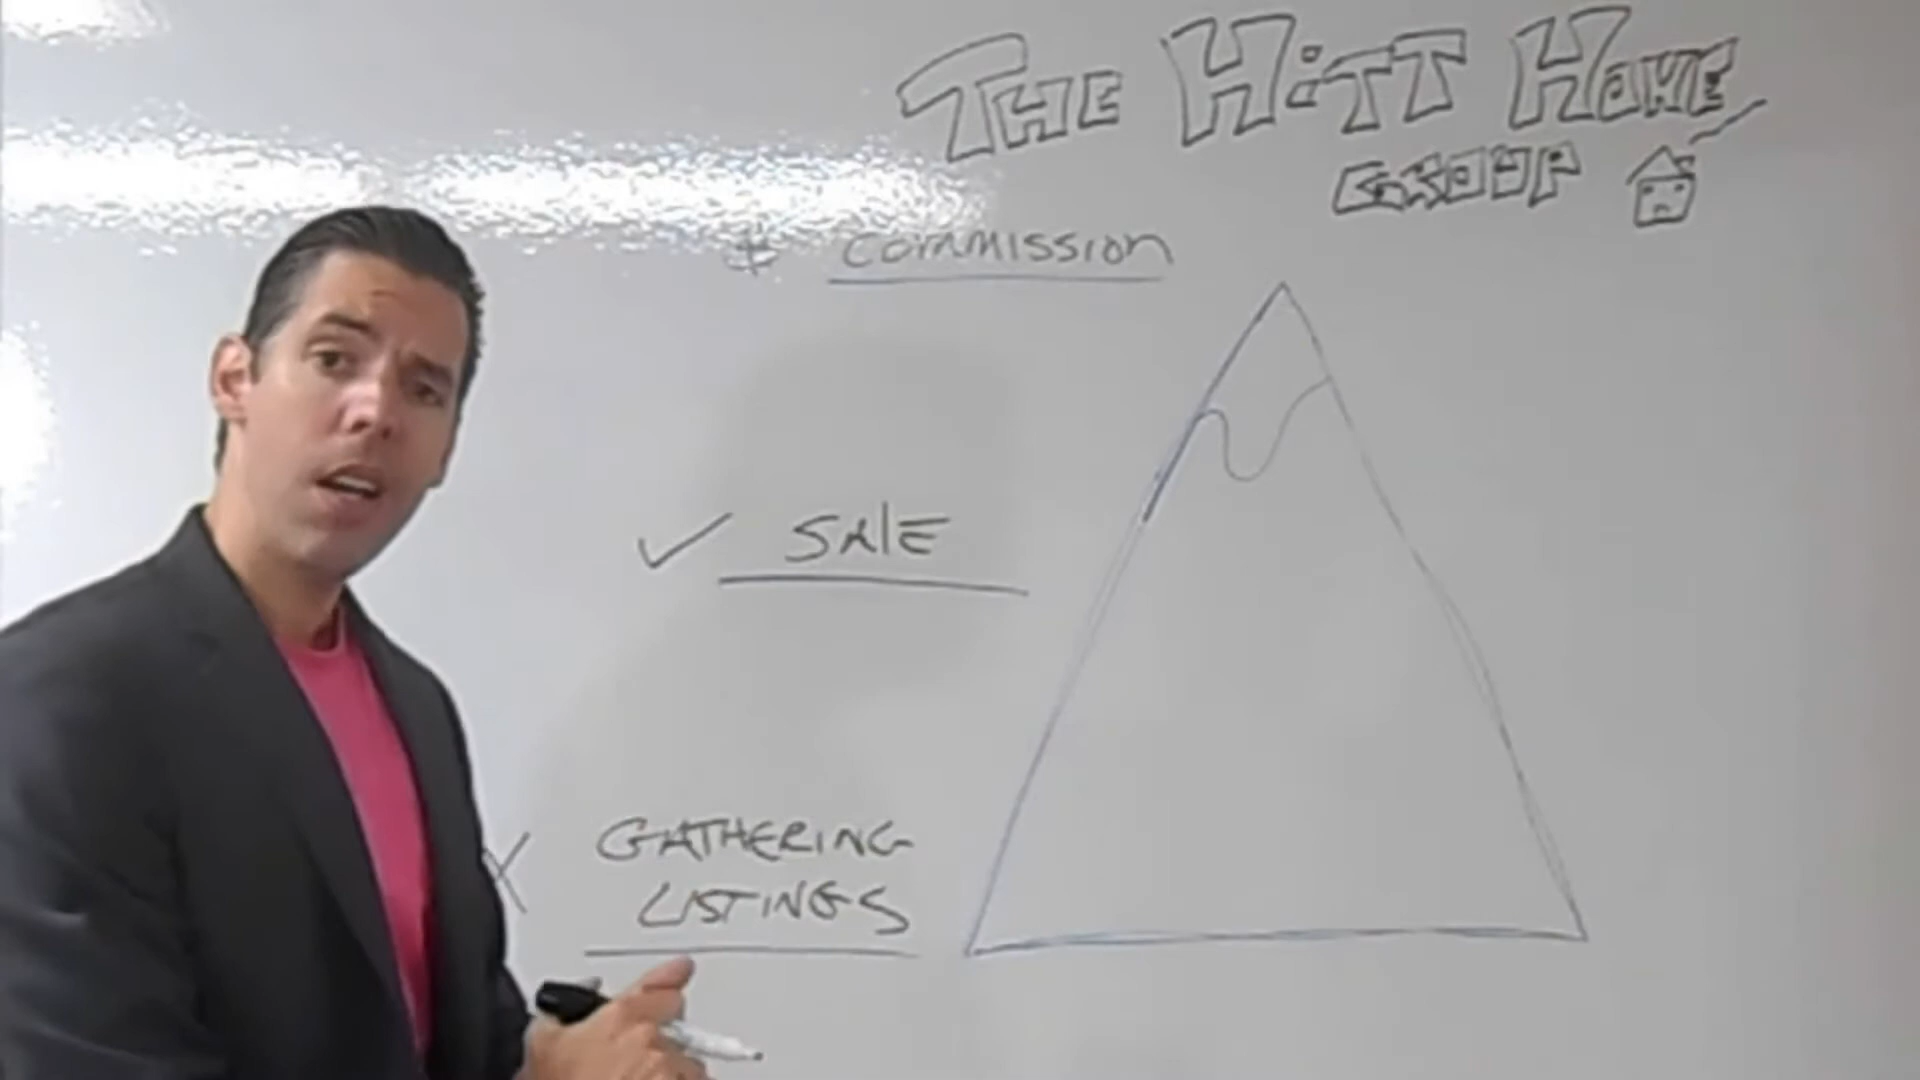 THE HiTT HOME
GROUP
$ COMMISSION
✓ SALE
X GATHERING
LISTINGS